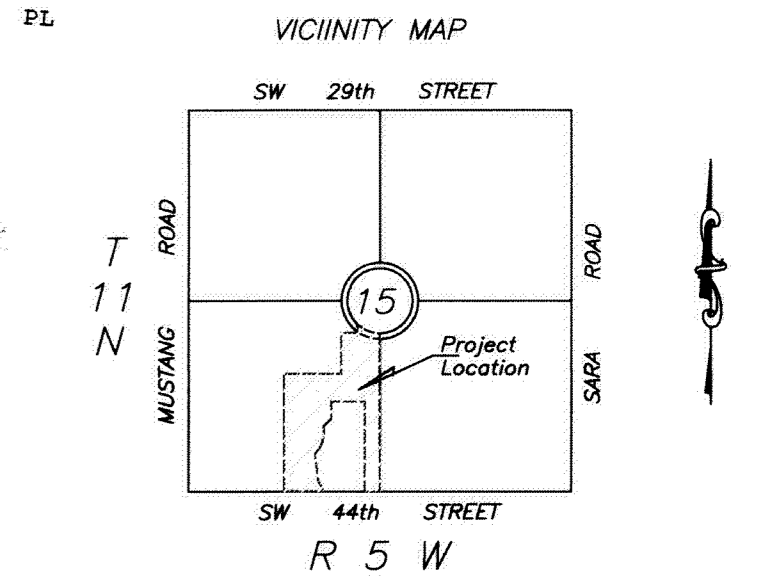 PL
VICIINITY MAP
SW 29th STREET
MUSTANG ROAD
T
11
N
15
SARA ROAD
Project
Location
SW 44th STREET
R 5 W